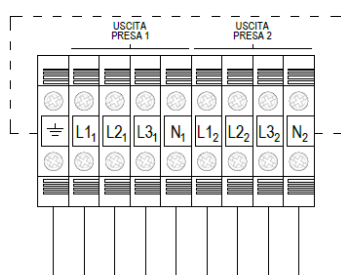 USCITA USCITA
PRESA 1 PRESA 2
L1₁ L2₁ L3₁ N₁ L1₂ L2₂ L3₂ N₂